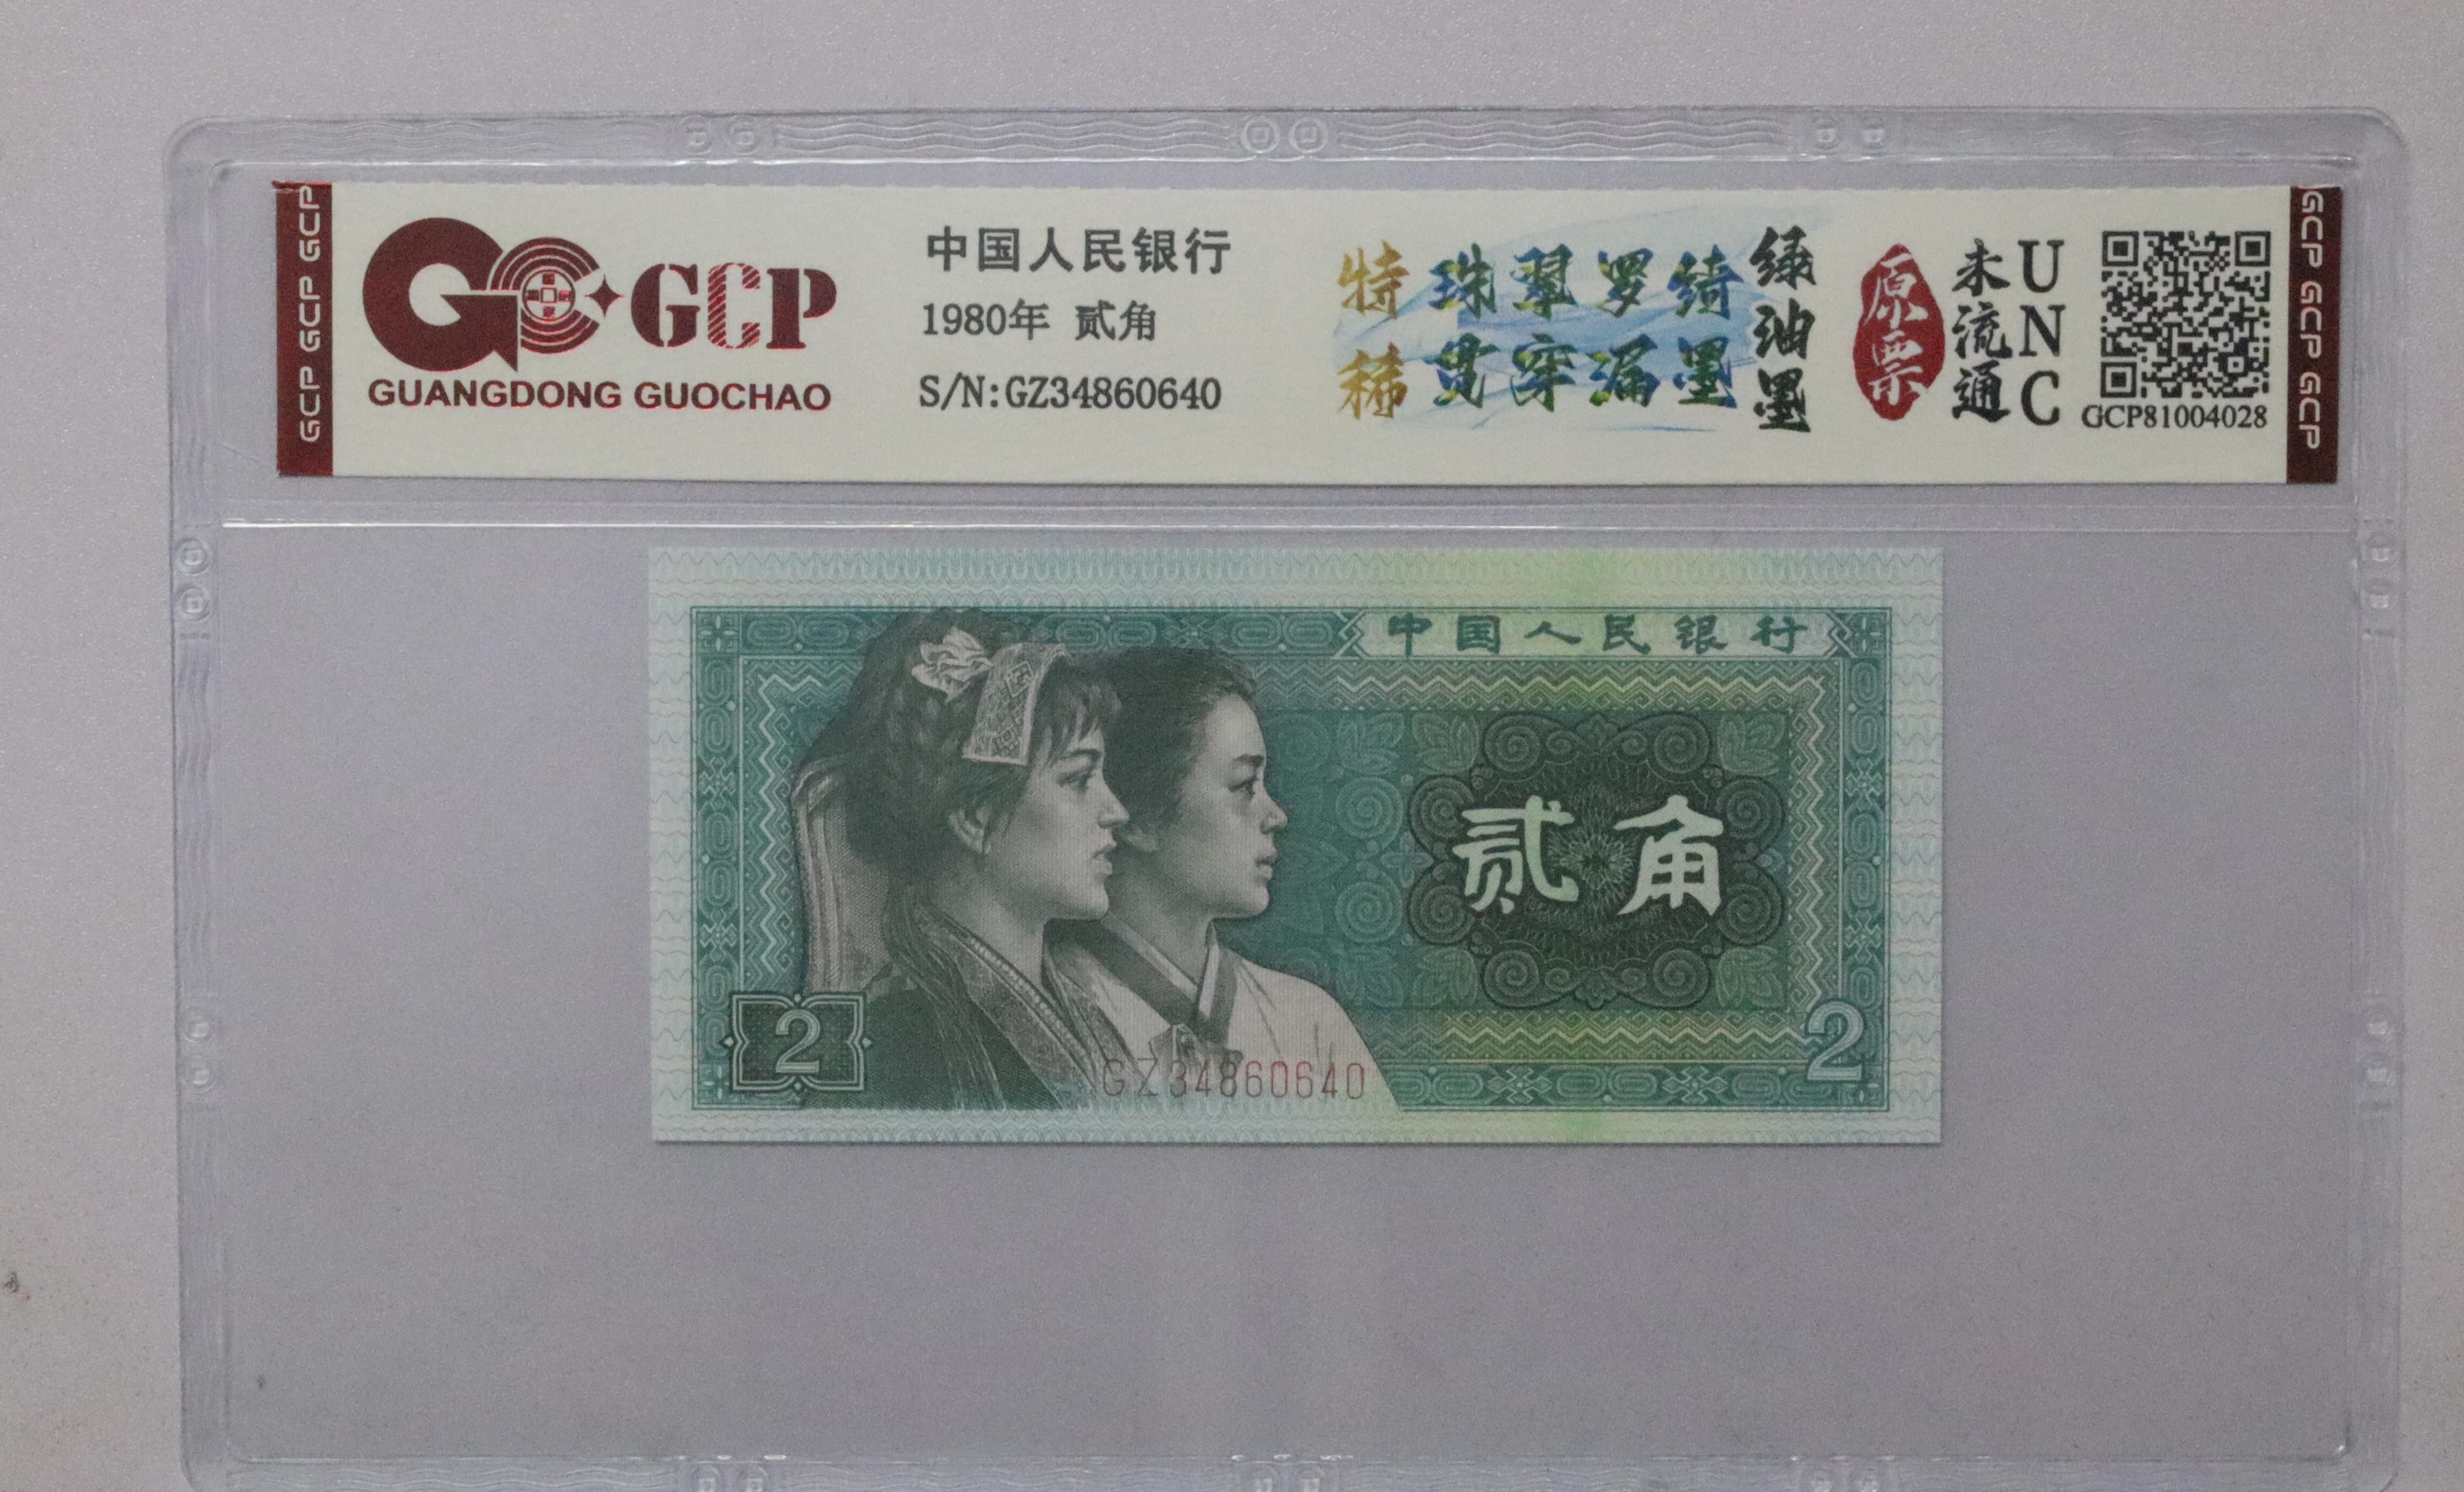 GCP GCP GCP
GCP
GUANGDONG GUOCHAO
中国人民银行
1980年 贰角
S/N:GZ34860640
特稀
珠翠罗绮
贯穿漏墨
绿油墨
原票
未流通
UNC
GCP81004028
GCP GCP GCP
中国人民银行
贰角
2
2
GZ34860640